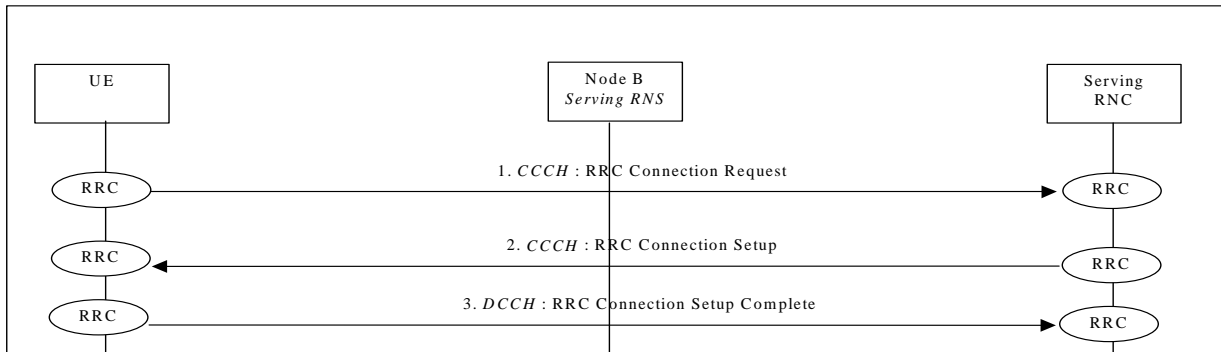 UE
Node B
Serving RNS
Serving
RNC
1. CCCH : RRC Connection Request
RRC
RRC
2. CCCH : RRC Connection Setup
RRC
RRC
3. DCCH : RRC Connection Setup Complete
RRC
RRC